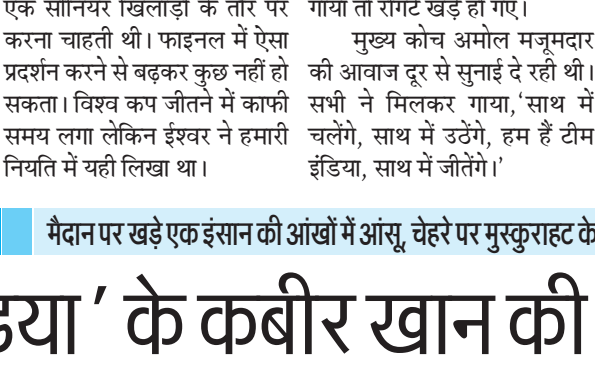 एक सीनियर खिलाड़ी के तौर पर
करना चाहती थी। फाइनल में ऐसा
प्रदर्शन करने से बढ़कर कुछ नहीं हो
सकता। विश्व कप जीतने में काफी
समय लगा लेकिन ईश्वर ने हमारी
नियति में यही लिखा था।
गाया तो रोंगटे खड़े हो गए।
मुख्य कोच अमोल मजूमदार
की आवाज दूर से सुनाई दे रही थी।
सभी ने मिलकर गाया,‘साथ में
चलेंगे, साथ में उठेंगे, हम हैं टीम
इंडिया, साथ में जीतेंगे।’
मैदान पर खड़े एक इंसान की आंखों में आंसू, चेहरे पर मुस्कुराहट के
’ के कबीर खान की